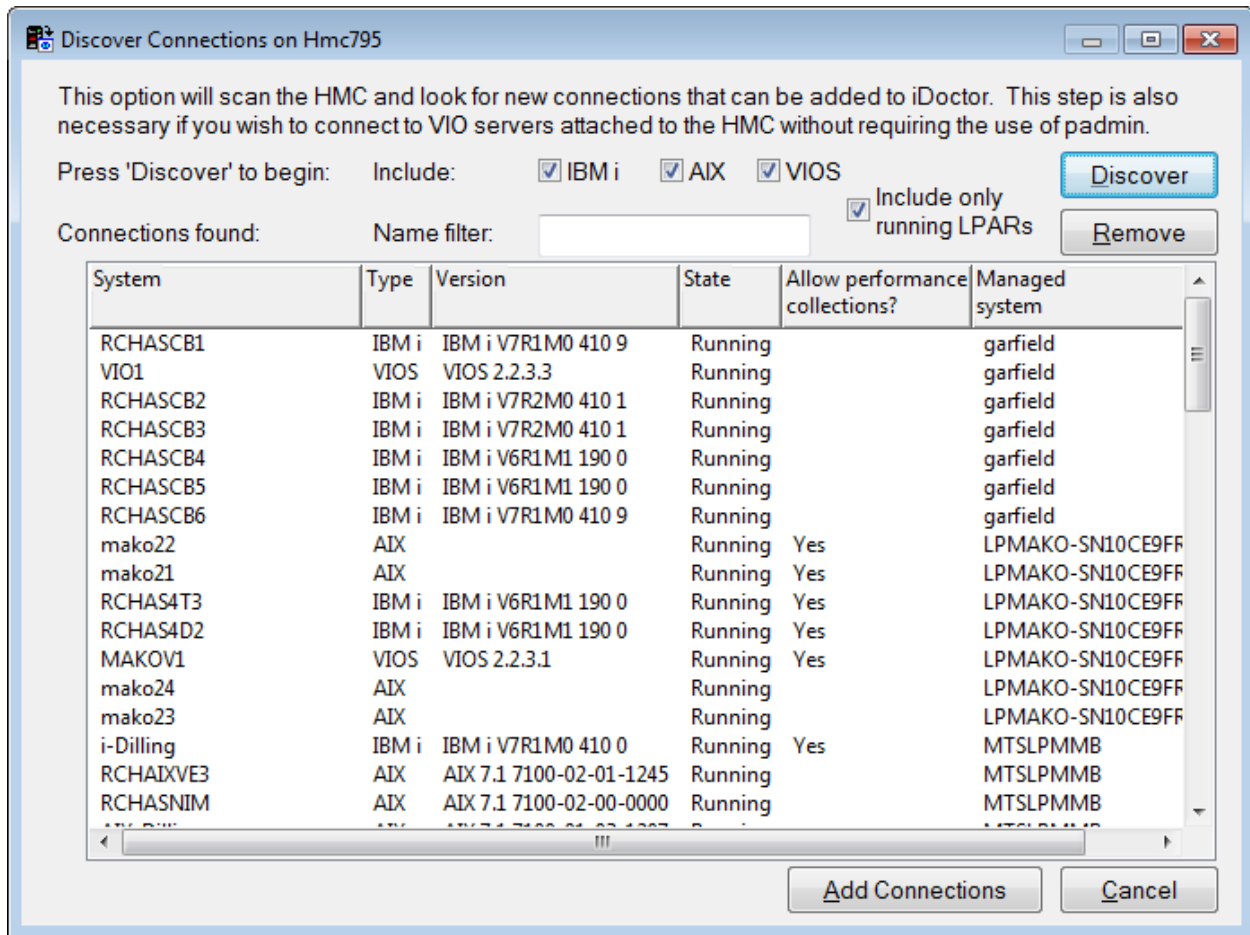 Discover Connections on Hmc795
This option will scan the HMC and look for new connections that can be added to iDoctor. This step is also
necessary if you wish to connect to VIO servers attached to the HMC without requiring the use of padmin.
Press 'Discover' to begin: Include: IBM i AIX VIOS Discover
Include only
running LPARs
Connections found: Name filter: Remove
System Type Version State Allow performance collections? Managed system
RCHASCB1 IBM i IBM i V7R1M0 410 9 Running garfield
VIO1 VIOS VIOS 2.2.3.3 Running garfield
RCHASCB2 IBM i IBM i V7R2M0 410 1 Running garfield
RCHASCB3 IBM i IBM i V7R2M0 410 1 Running garfield
RCHASCB4 IBM i IBM i V6R1M1 190 0 Running garfield
RCHASCB5 IBM i IBM i V6R1M1 190 0 Running garfield
RCHASCB6 IBM i IBM i V7R1M0 410 9 Running garfield
mako22 AIX Running Yes LPMAKO-SN10CE9FR
mako21 AIX Running Yes LPMAKO-SN10CE9FR
RCHAS4T3 IBM i IBM i V6R1M1 190 0 Running Yes LPMAKO-SN10CE9FR
RCHAS4D2 IBM i IBM i V6R1M1 190 0 Running Yes LPMAKO-SN10CE9FR
MAKOV1 VIOS VIOS 2.2.3.1 Running Yes LPMAKO-SN10CE9FR
mako24 AIX Running LPMAKO-SN10CE9FR
mako23 AIX Running LPMAKO-SN10CE9FR
i-Dilling IBM i IBM i V7R1M0 410 0 Running Yes MTSLPMMB
RCHAIXVE3 AIX AIX 7.1 7100-02-01-1245 Running MTSLPMMB
RCHASNIM AIX AIX 7.1 7100-02-00-0000 Running MTSLPMMB
Add Connections Cancel